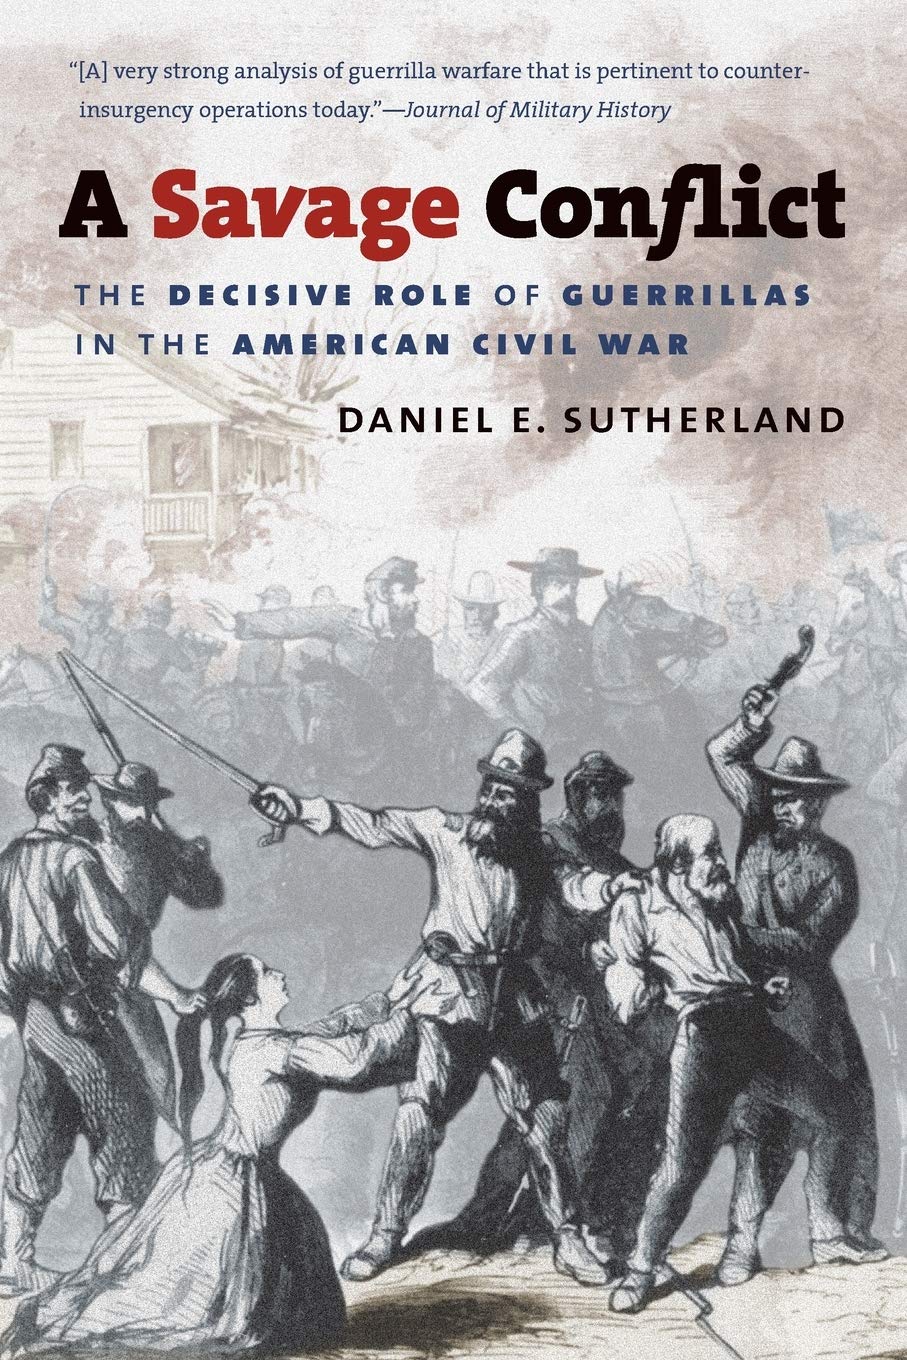 “[A] very strong analysis of guerrilla warfare that is pertinent to counter-
insurgency operations today.”—Journal of Military History
A Savage Conflict
THE DECISIVE ROLE OF GUERRILLAS
IN THE AMERICAN CIVIL WAR
DANIEL E. SUTHERLAND